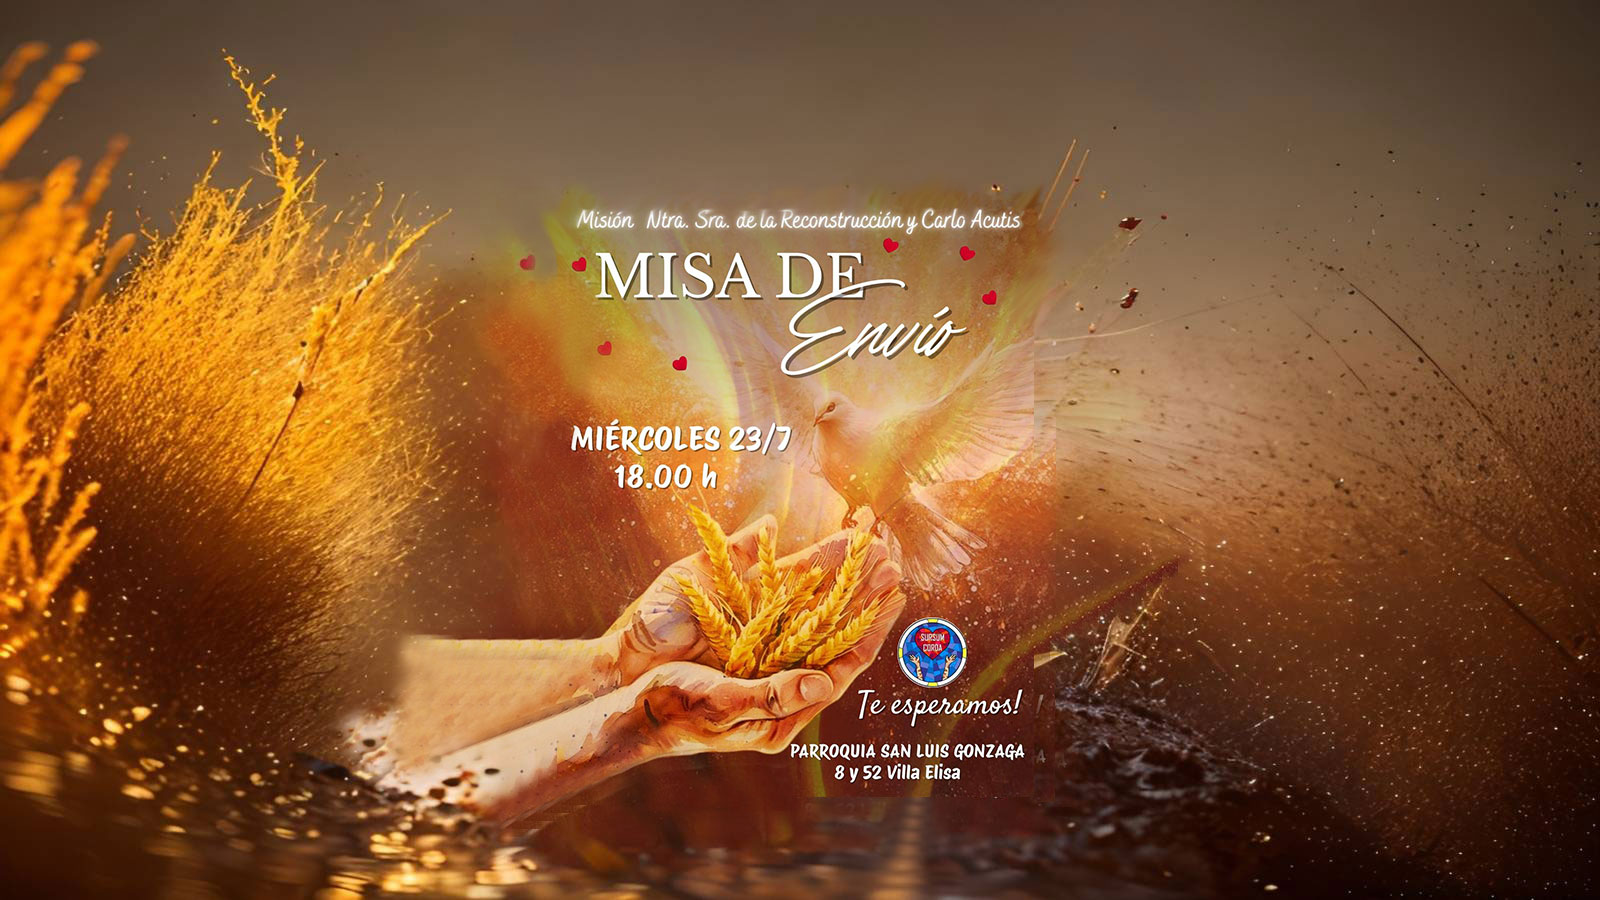 Misión Ntra. Sra. de la Reconstrucción y Carlo Acutis
MISA DE
Envío
MIÉRCOLES 23/7
18.00 h
SURSUM
CORDA
Te esperamos!
PARROQUIA SAN LUIS GONZAGA
8 y 52 Villa Elisa